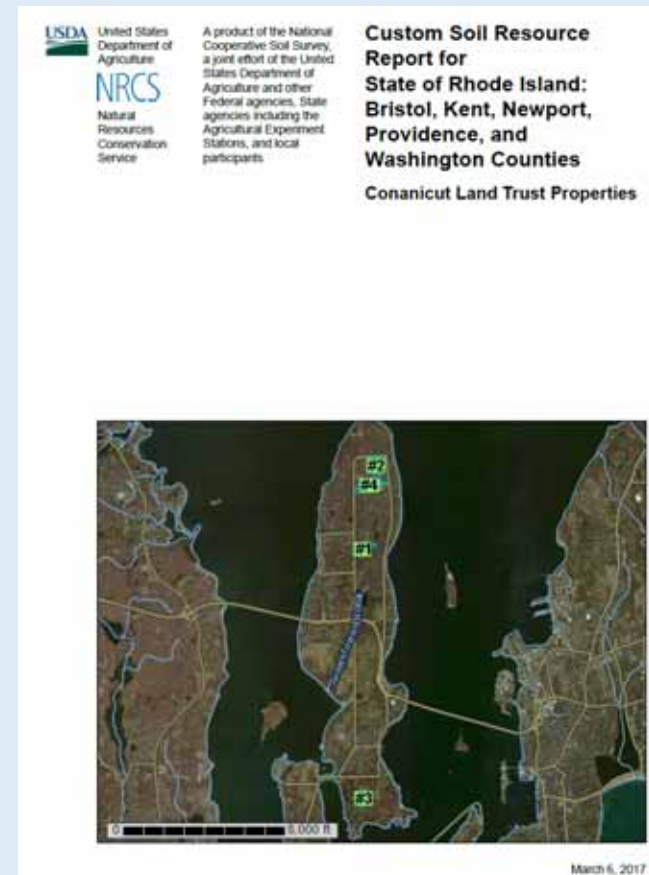 USDA
United States
Department of
Agriculture
NRCS
Natural
Resources
Conservation
Service
A product of the National
Cooperative Soil Survey,
a joint effort of the United
States Department of
Agriculture and other
Federal agencies, State
agencies including the
Agricultural Experiment
Stations, and local
participants
Custom Soil Resource
Report for
State of Rhode Island:
Bristol, Kent, Newport,
Providence, and
Washington Counties
Conanicut Land Trust Properties
#2
#4
#1
#3
0
8,000 ft
March 6, 2017